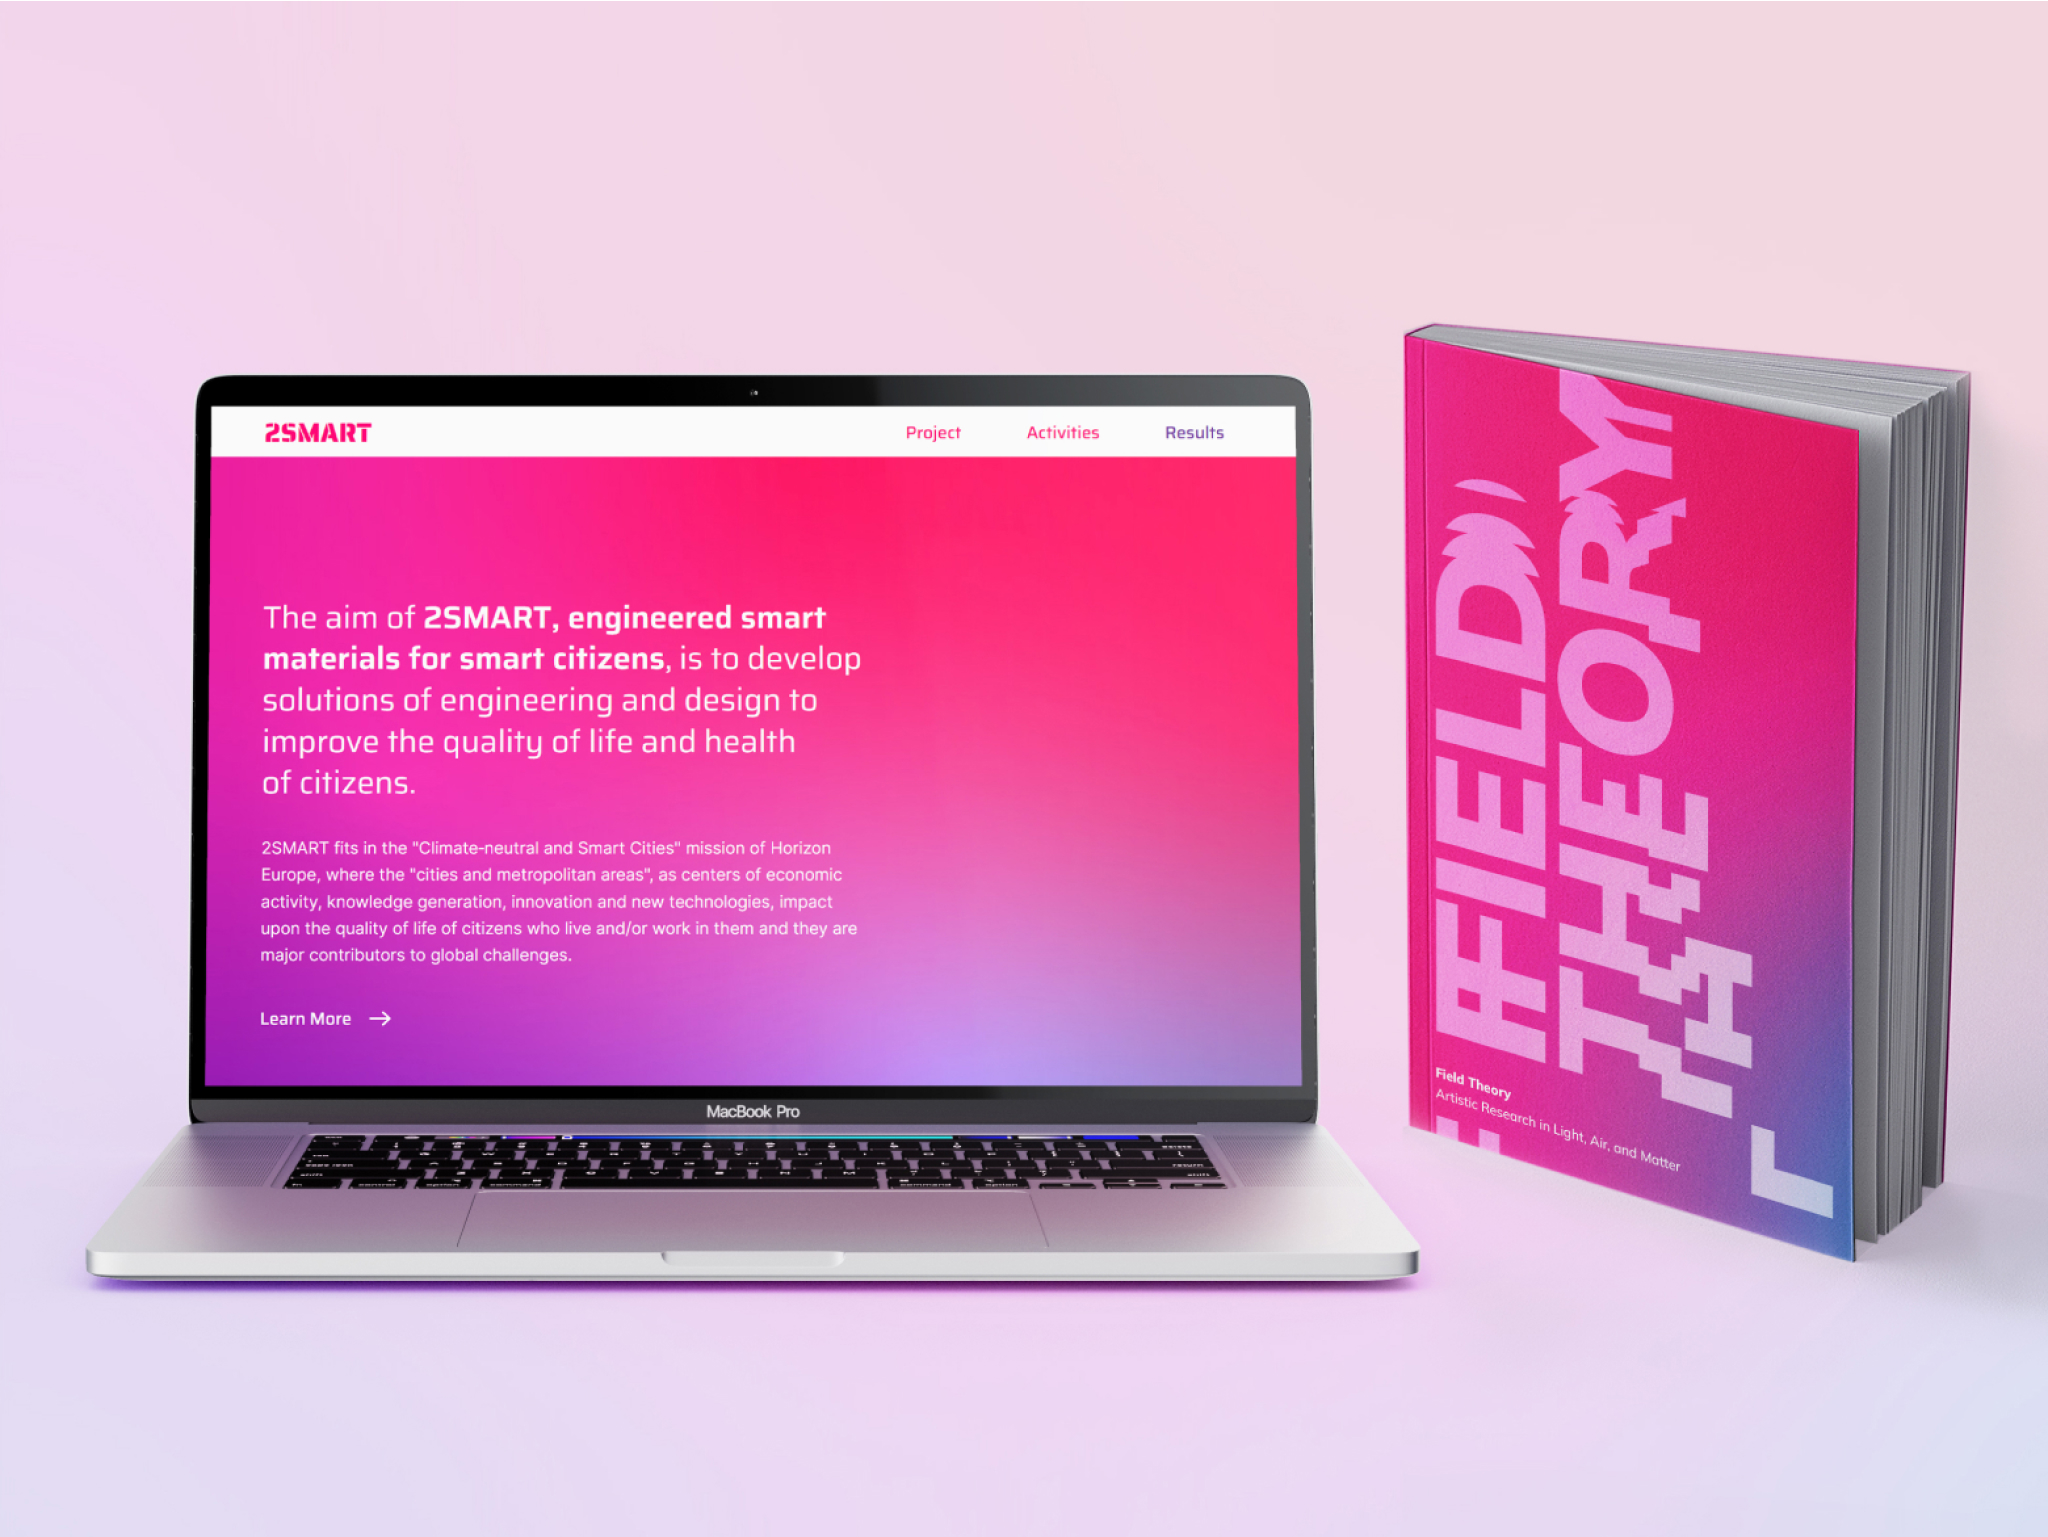 2SMART
Project
Activities
Results
The aim of 2SMART, engineered smart
materials for smart citizens, is to develop
solutions of engineering and design to
improve the quality of life and health
of citizens.
2SMART fits in the "Climate-neutral and Smart Cities" mission of Horizon
Europe, where the "cities and metropolitan areas", as centers of economic
activity, knowledge generation, innovation and new technologies, impact
upon the quality of life of citizens who live and/or work in them and they are
major contributors to global challenges.
Learn More
MacBook Pro
FIELD
THEORY
Field Theory
Artistic Research in Light, Air, and Matter